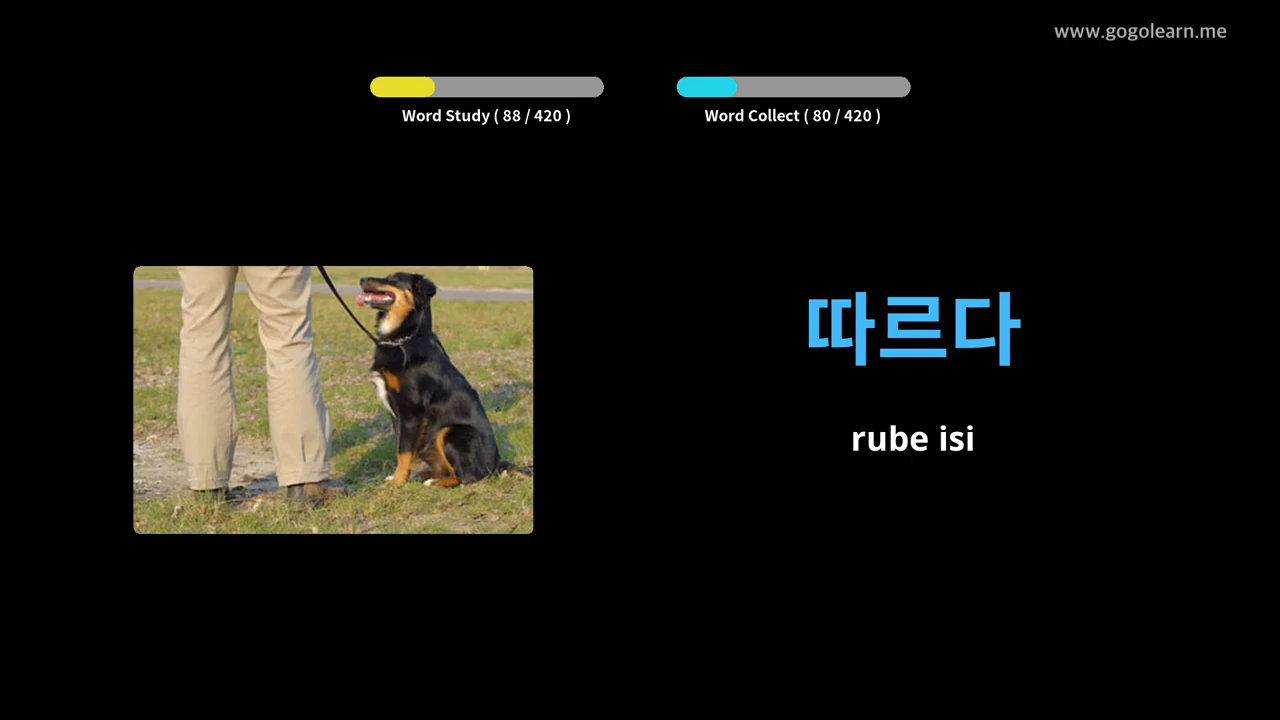 www.gogolearn.me
Word Study ( 88 / 420 )
Word Collect ( 80 / 420 )
따르다
rube isi